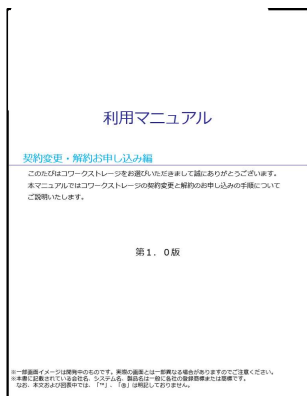 利用マニュアル
契約変更・解約お申し込み編
このたびはコワークストレージをお選びいただきまして誠にありがとうございます。
本マニュアルではコワークストレージの契約変更と解約のお申し込みの手順について
ご説明いたします。
第1．0版
※一部画面イメージは開発中のものです。実際の画面とは一部異なる場合がありますのでご注意ください。
※本書に記載されている会社名、システム名、製品名は一般に各社の登録商標または商標です。
なお、本文および図表中では、「™」、「®」は明記しておりません。